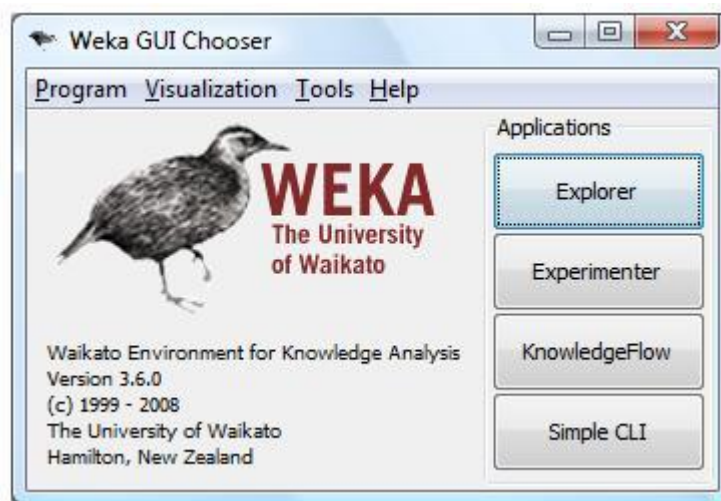 Weka GUI Chooser
Program Visualization Tools Help
WEKA
The University
of Waikato
Waikato Environment for Knowledge Analysis
Version 3.6.0
(c) 1999 - 2008
The University of Waikato
Hamilton, New Zealand
Applications
Explorer
Experimenter
KnowledgeFlow
Simple CLI